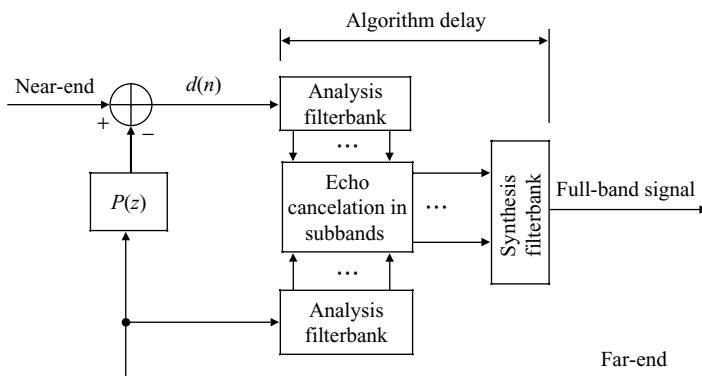 Algorithm delay
Near-end
d(n)
+
−
Analysis
filterbank
...
P(z)
Echo
cancelation in
subbands
...
Synthesis
filterbank
Full-band signal
...
Analysis
filterbank
Far-end